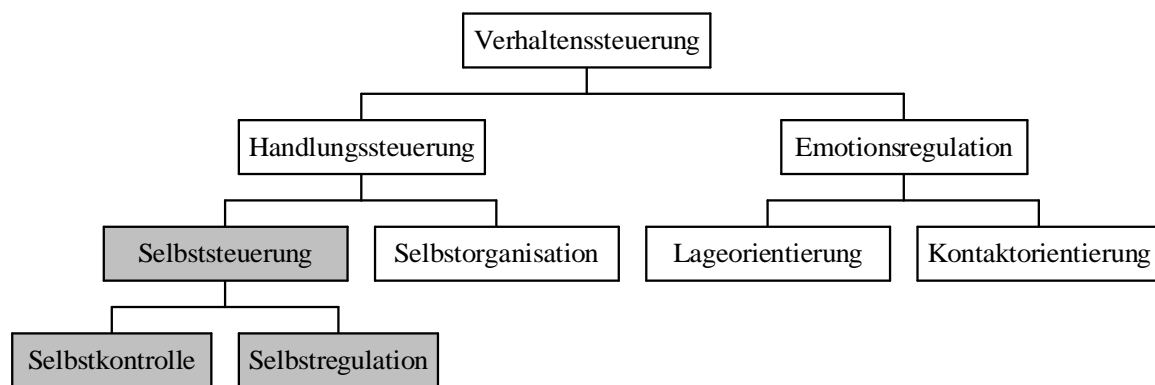 Verhaltenssteuerung
Handlungssteuerung
Emotionsregulation
Selbststeuerung
Selbstorganisation
Lageorientierung
Kontaktorientierung
Selbstkontrolle
Selbstregulation